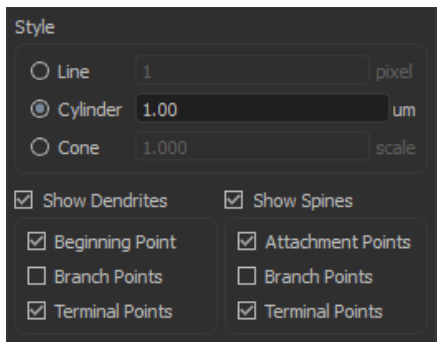 Style
Line 1 pixel
Cylinder 1.00 um
Cone 1.000 scale
Show Dendrites Show Spines
Beginning Point Attachment Points
Branch Points Branch Points
Terminal Points Terminal Points